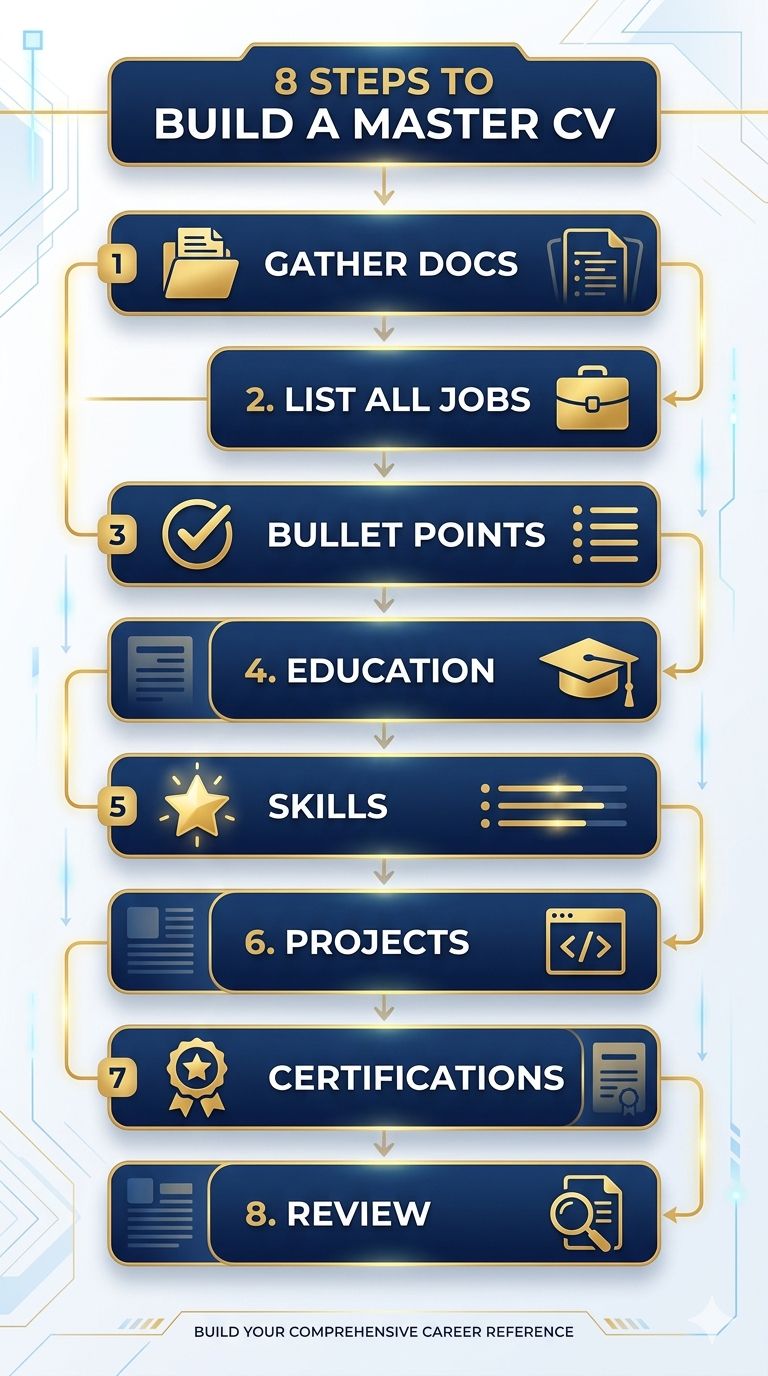 8 STEPS TO
BUILD A MASTER CV
1 GATHER DOCS
2. LIST ALL JOBS
3 BULLET POINTS
4. EDUCATION
5 SKILLS
6. PROJECTS
</>
7 CERTIFICATIONS
8. REVIEW
BUILD YOUR COMPREHENSIVE CAREER REFERENCE